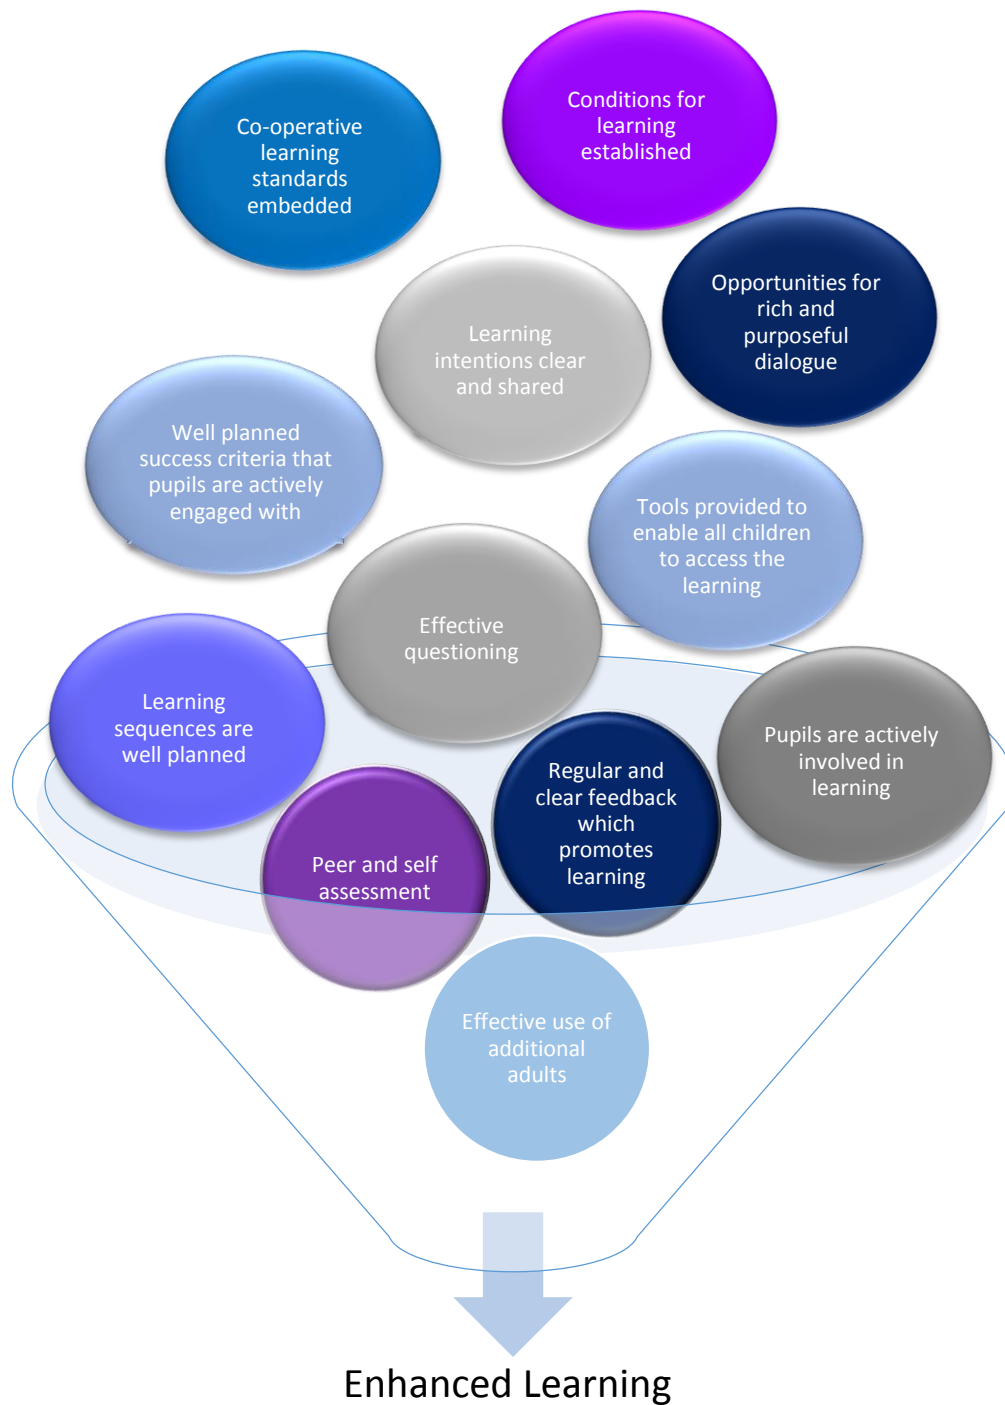 Co-operative
learning
standards
embedded
Conditions for
learning
established
Opportunities for
rich and
purposeful
dialogue
Learning
intentions clear
and shared
Well planned
success criteria that
pupils are actively
engaged with
Tools provided to
enable all children
to access the
learning
Effective
questioning
Learning
sequences are
well planned
Pupils are actively
involved in
learning
Regular and
clear feedback
which
promotes
learning
Peer and self
assessment
Effective use of
additional
adults
Enhanced Learning